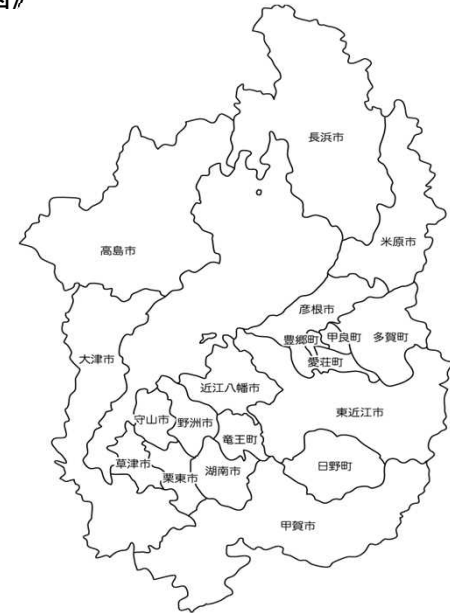 長浜市
米原市
高島市
彦根市
豊郷町
甲良町
多賀町
愛荘町
大津市
近江八幡市
東近江市
守山市
野洲市
竜王町
草津市
栗東市
湖南市
日野町
甲賀市